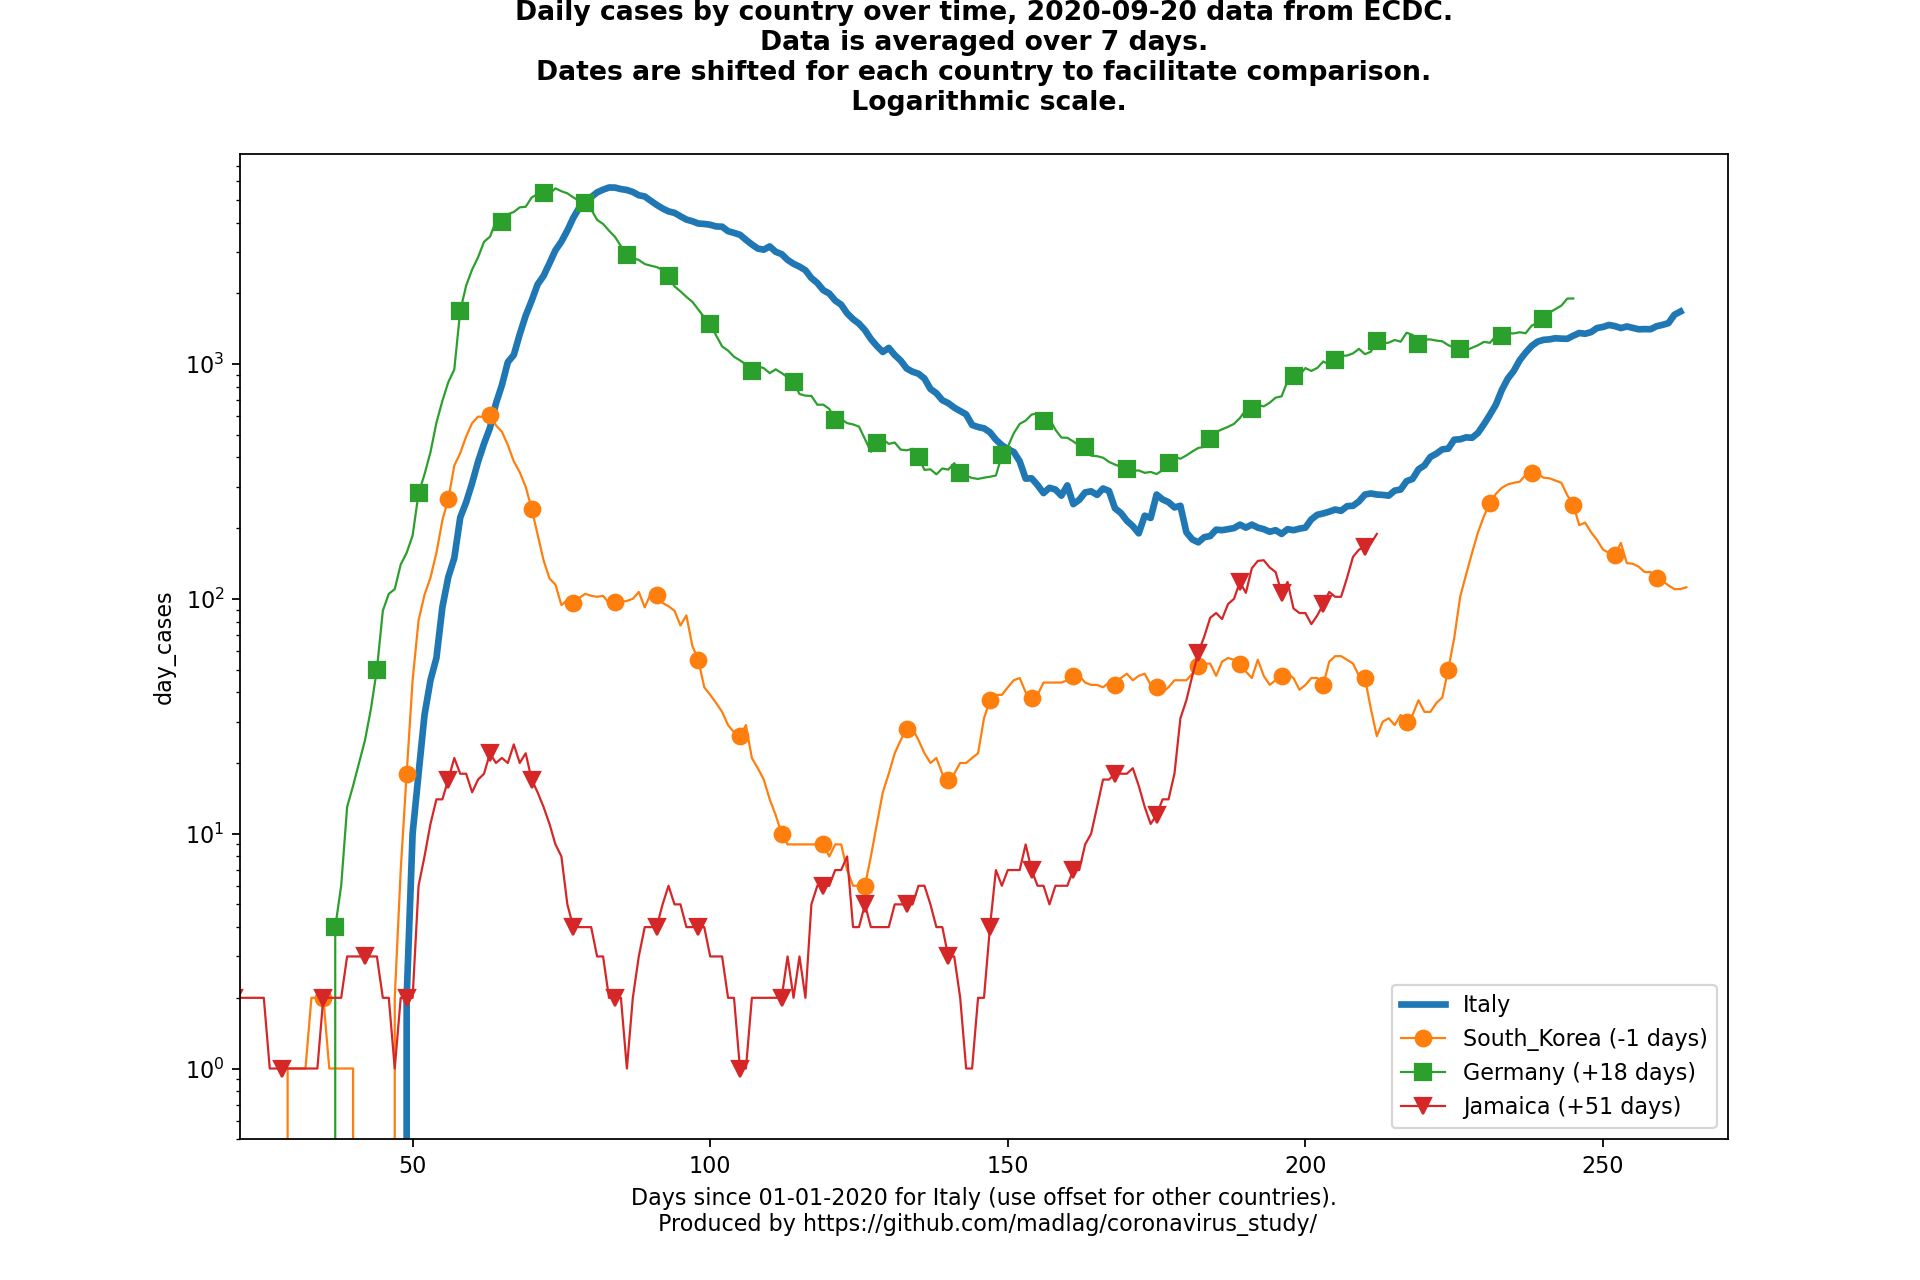 Daily cases by country over time, 2020-09-20 data from ECDC.
Data is averaged over 7 days.
Dates are shifted for each country to facilitate comparison.
Logarithmic scale.
10³
10²
10¹
10⁰
day_cases
50 100 150 200 250
Days since 01-01-2020 for Italy (use offset for other countries).
Produced by https://github.com/madlag/coronavirus_study/
Italy
South_Korea (-1 days)
Germany (+18 days)
Jamaica (+51 days)